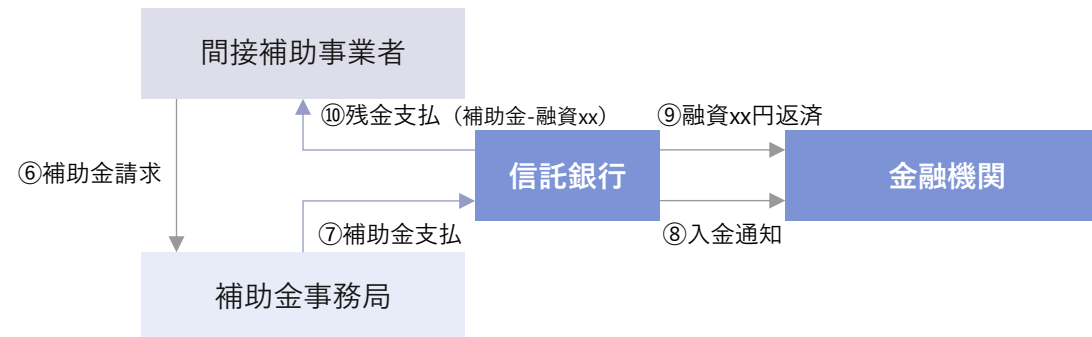 間接補助事業者
⑩残金支払（補助金-融資xx）
⑨融資xx円返済
⑥補助金請求
信託銀行
金融機関
⑦補助金支払
⑧入金通知
補助金事務局